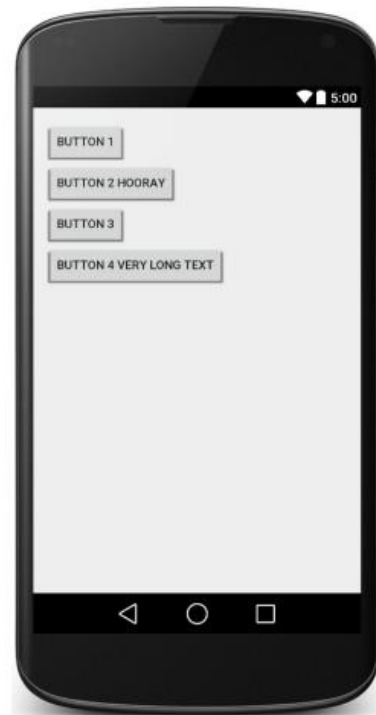 5:00
BUTTON 1
BUTTON 2 HOORAY
BUTTON 3
BUTTON 4 VERY LONG TEXT